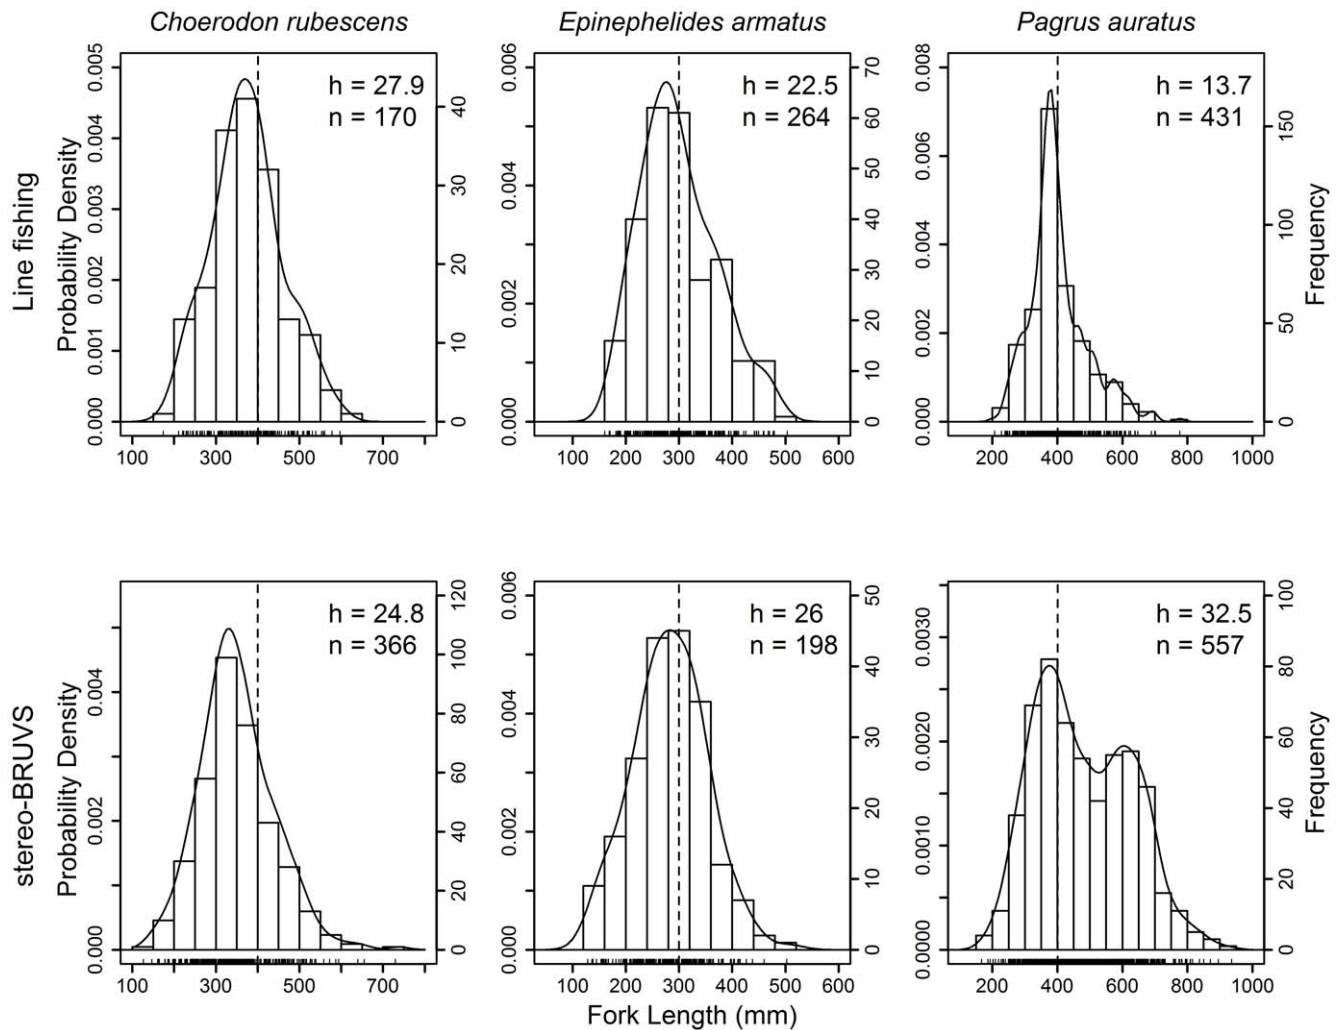 Choerodon rubescens
Epinephelides armatus
Pagrus auratus
Line fishing
Probability Density
0.000 0.001 0.002 0.003 0.004 0.005
h = 27.9
n = 170
0 10 20 30 40
100 300 500 700
0.000 0.002 0.004 0.006
h = 22.5
n = 264
0 10 20 30 40 50 60 70
100 200 300 400 500 600
0.000 0.002 0.004 0.006 0.008
h = 13.7
n = 431
0 50 100 150
200 400 600 800 1000
Frequency
stereo-BRUVS
Probability Density
0.000 0.002 0.004
h = 24.8
n = 366
0 20 40 60 80 100 120
100 300 500 700
0.000 0.002 0.004 0.006
h = 26
n = 198
0 10 20 30 40 50
100 200 300 400 500 600
0.0000 0.0010 0.0020 0.0030
h = 32.5
n = 557
0 20 40 60 80 100
200 400 600 800 1000
Frequency
Fork Length (mm)